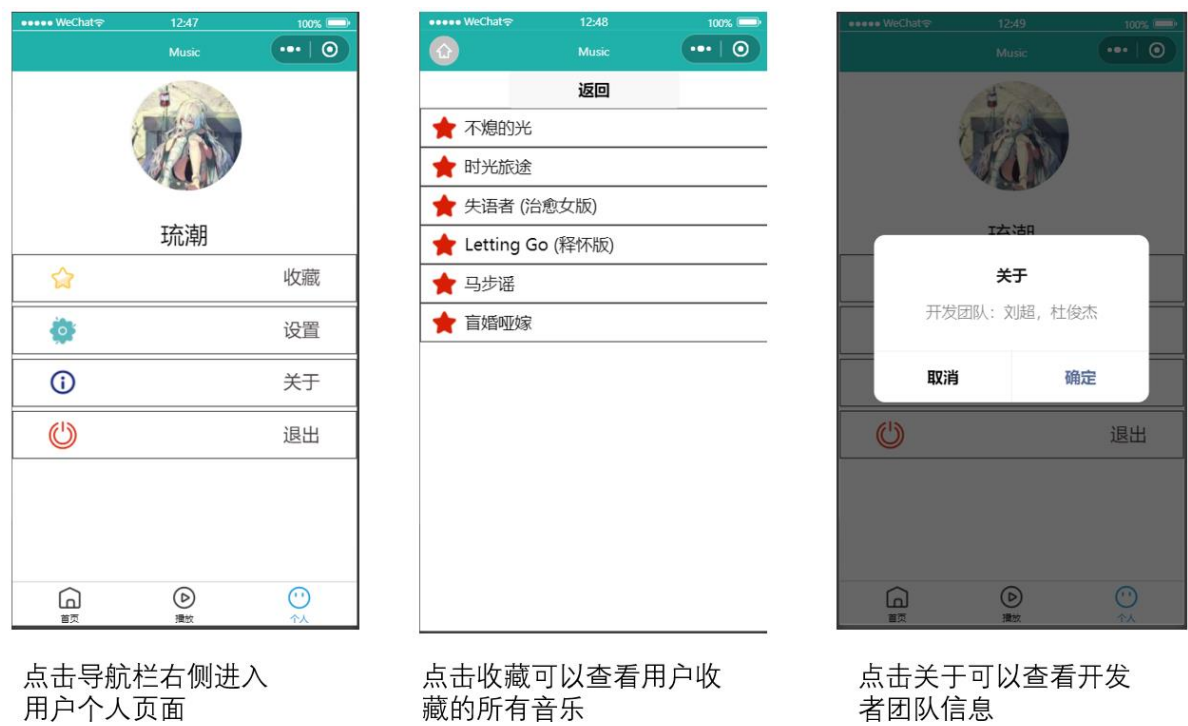 WeChat 12:47 100%
Music
琉潮
收藏
设置
关于
退出
首页 播放 个人
点击导航栏右侧进入
用户个人页面
WeChat 12:48 100%
Music
返回
不熄的光
时光旅途
失语者 (治愈女版)
Letting Go (释怀版)
马步谣
盲婚哑嫁
点击收藏可以查看用户收
藏的所有音乐
WeChat 12:49 100%
Music
琉潮
关于
开发团队：刘超，杜俊杰
取消 确定
退出
首页 播放 个人
点击关于可以查看开发
者团队信息